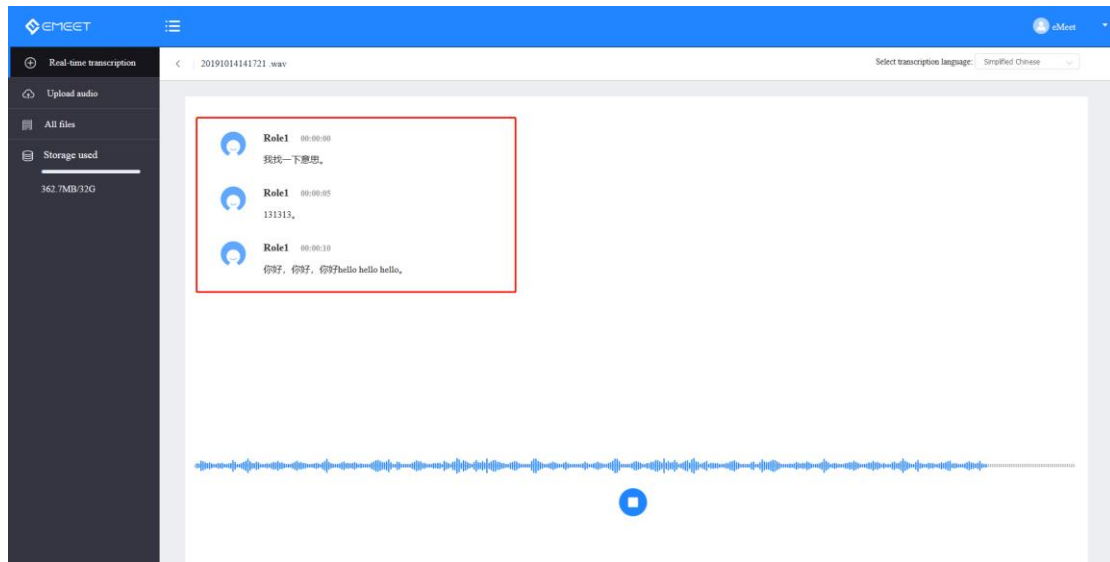 EMEET
eMeet
Real-time transcription
20191014141721 .wav
Select transcription language: Simplified Chinese
Upload audio
All files
Storage used
362.7MB/32G
Role1 00:00:00
我找一下意思。
Role1 00:00:05
131313。
Role1 00:00:10
你好，你好，你好hello hello hello。